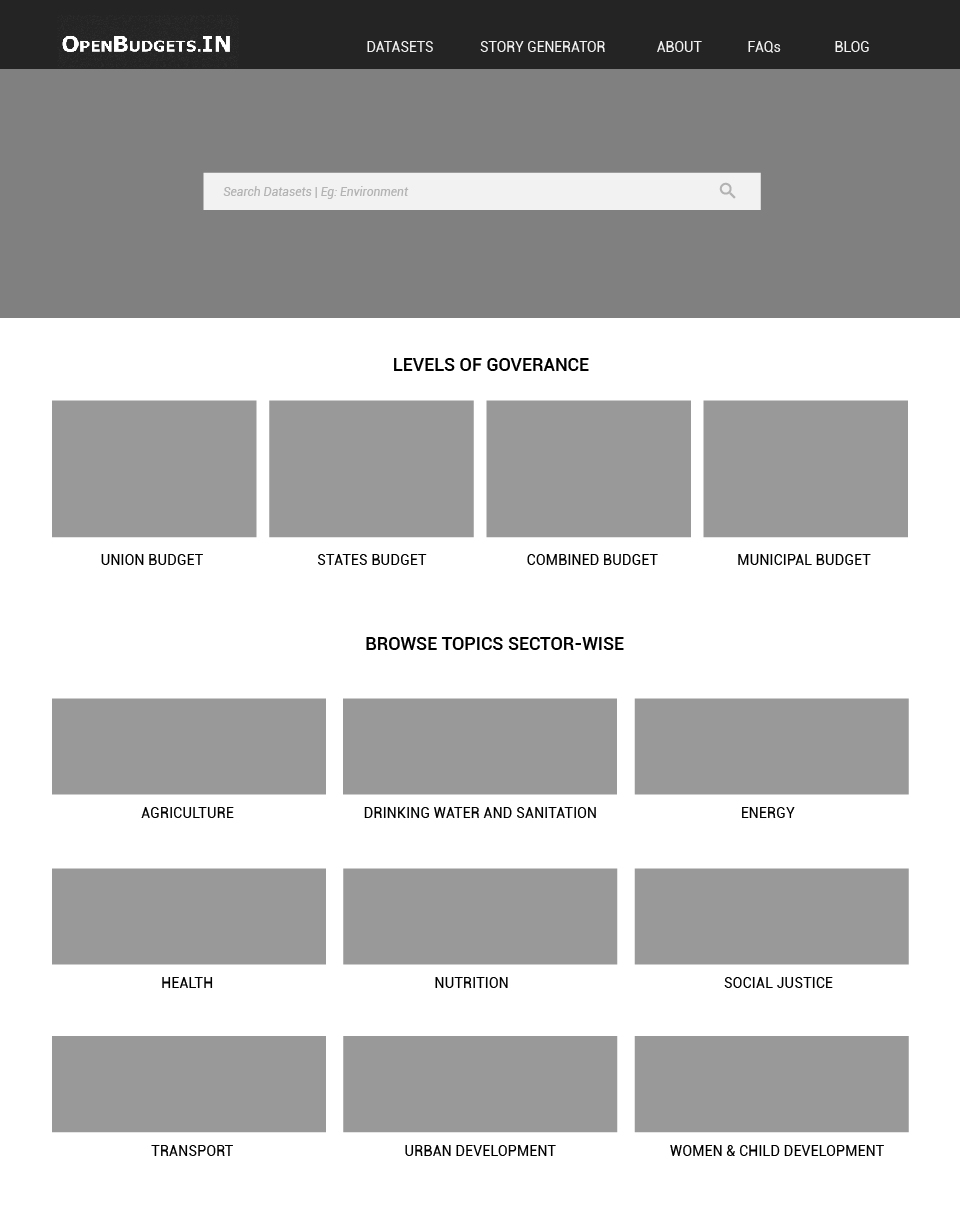 OpenBudgets.IN
DATASETS STORY GENERATOR ABOUT FAQs BLOG
Search Datasets | Eg: Environment
LEVELS OF GOVERANCE
UNION BUDGET STATES BUDGET COMBINED BUDGET MUNICIPAL BUDGET
BROWSE TOPICS SECTOR-WISE
AGRICULTURE DRINKING WATER AND SANITATION ENERGY
HEALTH NUTRITION SOCIAL JUSTICE
TRANSPORT URBAN DEVELOPMENT WOMEN & CHILD DEVELOPMENT